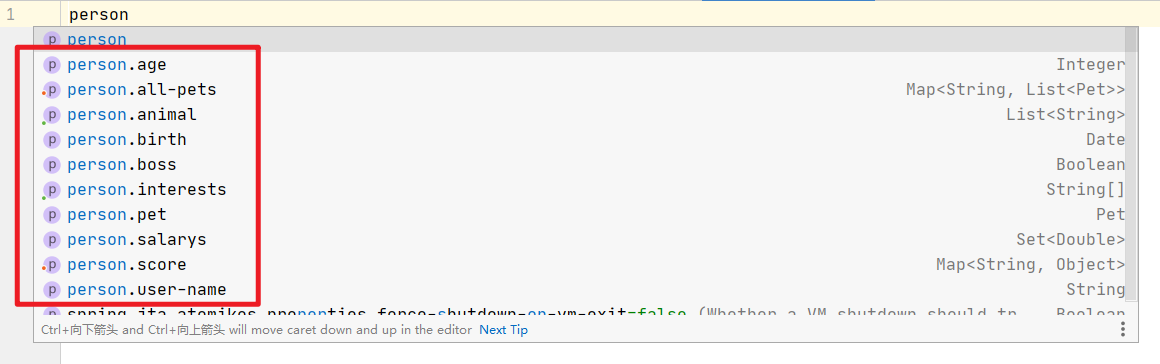 1 person
p person
p person.age Integer
p person.all-pets Map<String, List<Pet>>
p person.animal List<String>
p person.birth Date
p person.boss Boolean
p person.interests String[]
p person.pet Pet
p person.salarys Set<Double>
p person.score Map<String, Object>
p person.user-name String
p spring.jta.atomikos.properties.force-shutdown-on-vm-exit=false (Whether a VM shutdown should tr... Boolean
Ctrl+向下箭头 and Ctrl+向上箭头 will move caret down and up in the editor Next Tip